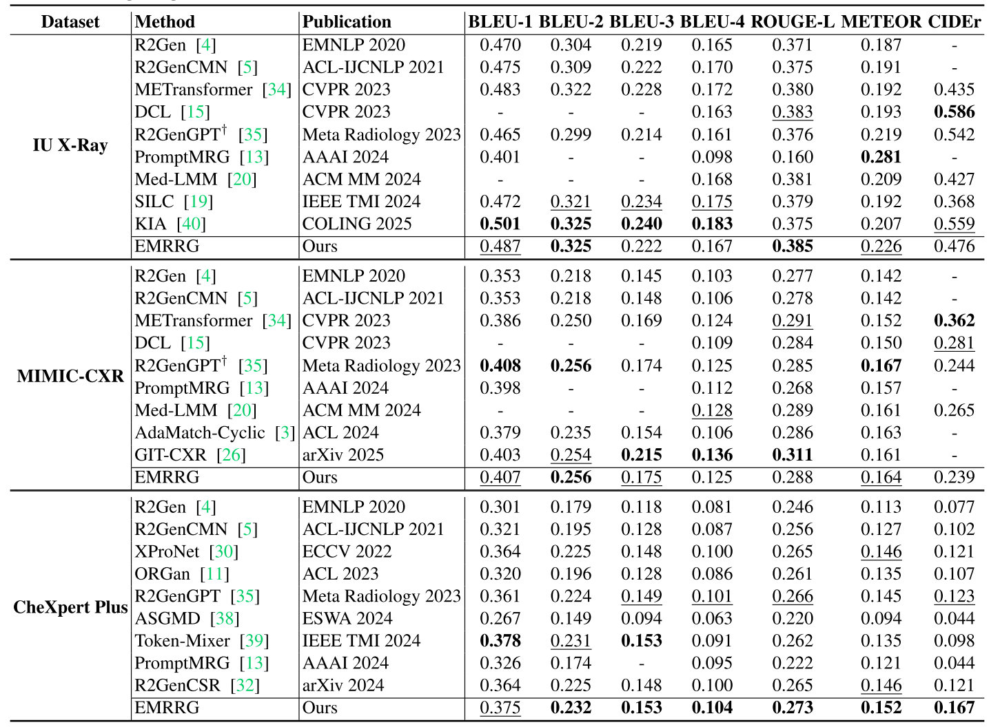 Dataset Method Publication BLEU-1 BLEU-2 BLEU-3 BLEU-4 ROUGE-L METEOR CIDEr
R2Gen [4] EMNLP 2020 0.470 0.304 0.219 0.165 0.371 0.187 -
R2GenCMN [5] ACL-IJCNLP 2021 0.475 0.309 0.222 0.170 0.375 0.191 -
METransformer [34] CVPR 2023 0.483 0.322 0.228 0.172 0.380 0.192 0.435
DCL [15] CVPR 2023 - - - 0.163 0.383 0.193 0.586
R2GenGPT† [35] Meta Radiology 2023 0.465 0.299 0.214 0.161 0.376 0.219 0.542
IU X-Ray
PromptMRG [13] AAAI 2024 0.401 - - 0.098 0.160 0.281 -
Med-LMM [20] ACM MM 2024 - - - 0.168 0.381 0.209 0.427
SILC [19] IEEE TMI 2024 0.472 0.321 0.234 0.175 0.379 0.192 0.368
KIA [40] COLING 2025 0.501 0.325 0.240 0.183 0.375 0.207 0.559
EMRRG Ours 0.487 0.325 0.222 0.167 0.385 0.226 0.476
R2Gen [4] EMNLP 2020 0.353 0.218 0.145 0.103 0.277 0.142 -
R2GenCMN [5] ACL-IJCNLP 2021 0.353 0.218 0.148 0.106 0.278 0.142 -
METransformer [34] CVPR 2023 0.386 0.250 0.169 0.124 0.291 0.152 0.362
DCL [15] CVPR 2023 - - - 0.109 0.284 0.150 0.281
R2GenGPT† [35] Meta Radiology 2023 0.408 0.256 0.174 0.125 0.285 0.167 0.244
MIMIC-CXR
PromptMRG [13] AAAI 2024 0.398 - - 0.112 0.268 0.157 -
Med-LMM [20] ACM MM 2024 - - - 0.128 0.289 0.161 0.265
AdaMatch-Cyclic [3] ACL 2024 0.379 0.235 0.154 0.106 0.286 0.163 -
GIT-CXR [26] arXiv 2025 0.403 0.254 0.215 0.136 0.311 0.161 -
EMRRG Ours 0.407 0.256 0.175 0.125 0.288 0.164 0.239
R2Gen [4] EMNLP 2020 0.301 0.179 0.118 0.081 0.246 0.113 0.077
R2GenCMN [5] ACL-IJCNLP 2021 0.321 0.195 0.128 0.087 0.256 0.127 0.102
XProNet [30] ECCV 2022 0.364 0.225 0.148 0.100 0.265 0.146 0.121
ORGan [11] ACL 2023 0.320 0.196 0.128 0.086 0.261 0.135 0.107
R2GenGPT [35] Meta Radiology 2023 0.361 0.224 0.149 0.101 0.266 0.145 0.123
CheXpert Plus
ASGMD [38] ESWA 2024 0.267 0.149 0.094 0.063 0.220 0.094 0.044
Token-Mixer [39] IEEE TMI 2024 0.378 0.231 0.153 0.091 0.262 0.135 0.098
PromptMRG [13] AAAI 2024 0.326 0.174 - 0.095 0.222 0.121 0.044
R2GenCSR [32] arXiv 2024 0.364 0.225 0.148 0.100 0.265 0.146 0.121
EMRRG Ours 0.375 0.232 0.153 0.104 0.273 0.152 0.167